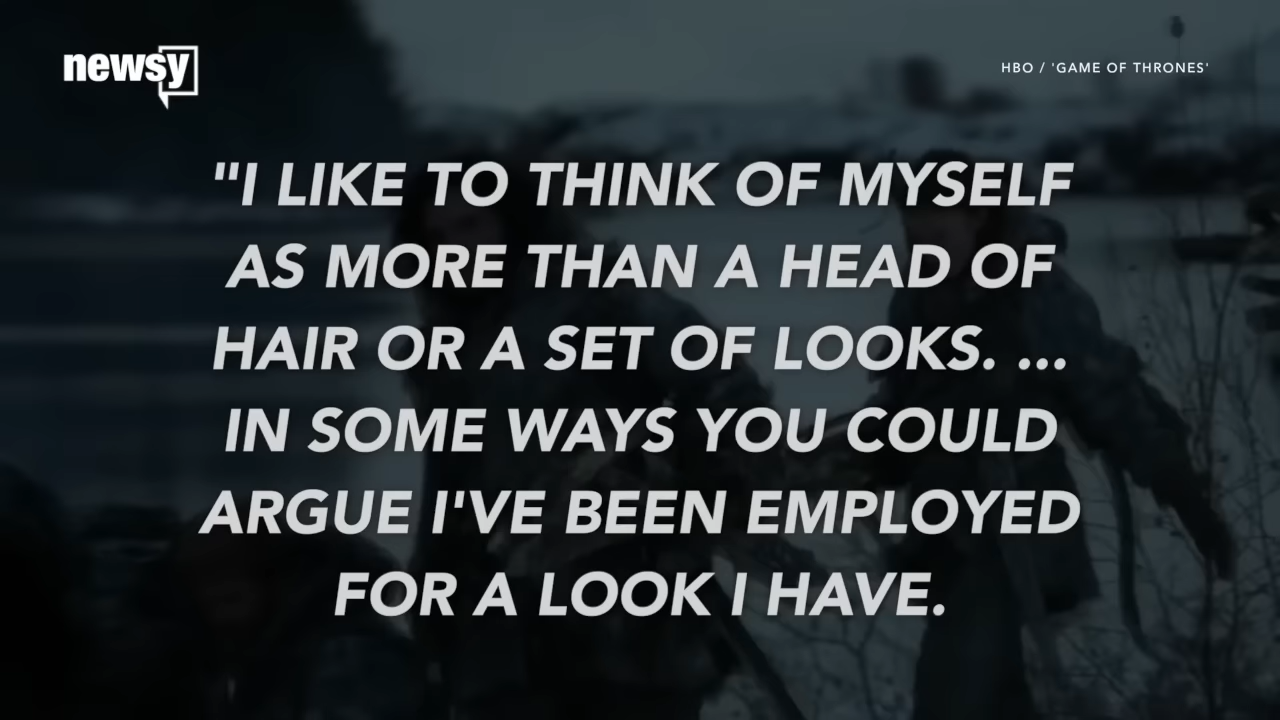 newsy
HBO / 'GAME OF THRONES'
"I LIKE TO THINK OF MYSELF
AS MORE THAN A HEAD OF
HAIR OR A SET OF LOOKS. ...
IN SOME WAYS YOU COULD
ARGUE I'VE BEEN EMPLOYED
FOR A LOOK I HAVE.